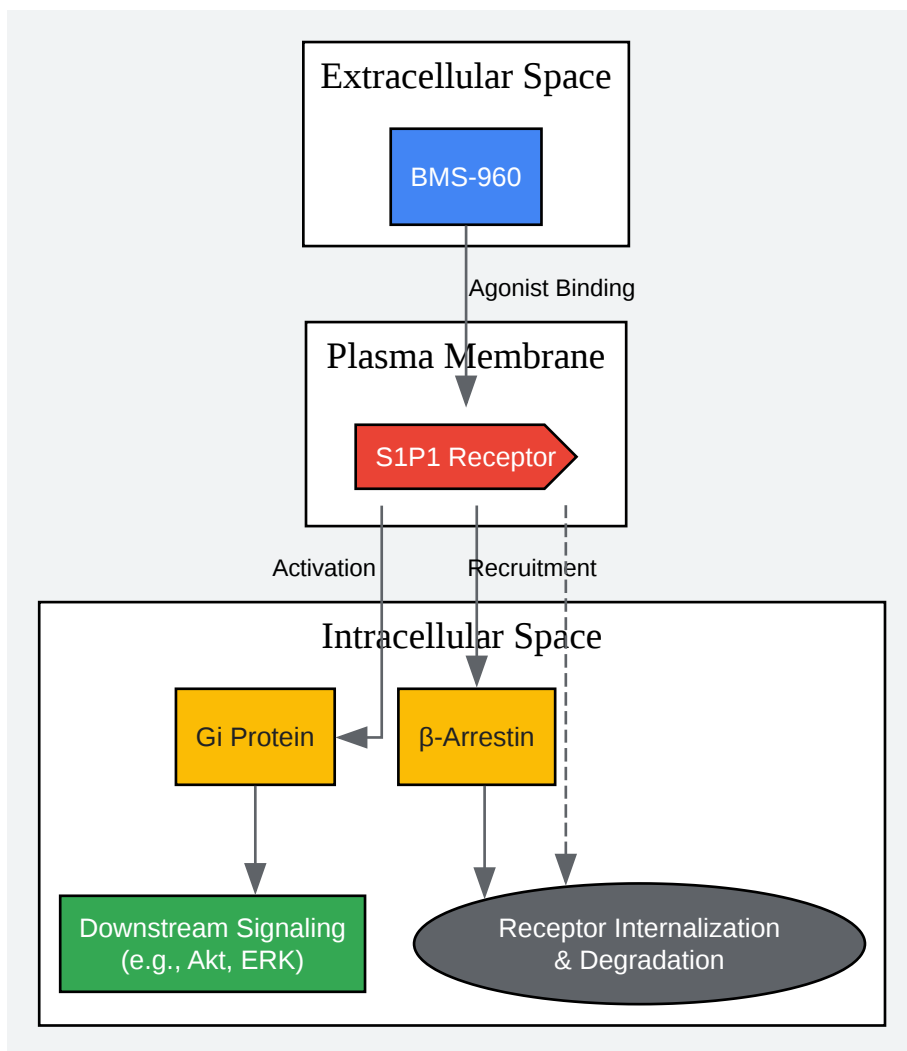 Extracellular Space
BMS-960
Agonist Binding
Plasma Membrane
S1P1 Receptor
Activation
Recruitment
Intracellular Space
Gi Protein
β-Arrestin
Downstream Signaling
(e.g., Akt, ERK)
Receptor Internalization
& Degradation